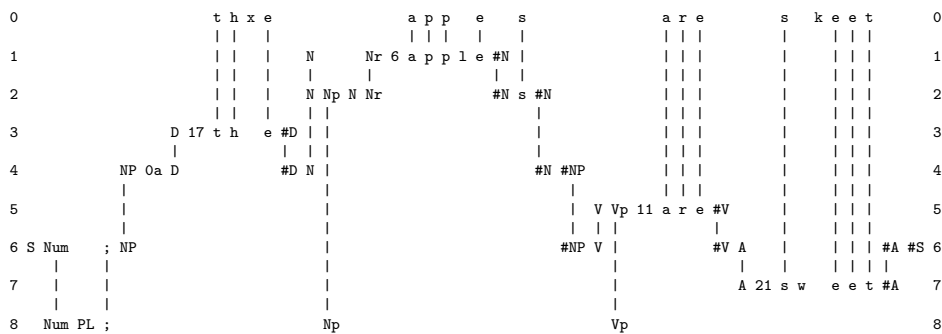 0 t h x e a p p e s a r e s k e e t 0
| | | | | | | | | | | | | | |
1 | | | N Nr 6 a p p l e #N | | | | | | | | 1
| | | | | | | | | | | | | |
2 | | | N Np N Nr #N s #N | | | | | | | 2
| | | | | | | | | | | | |
3 D 17 t h e #D | | | | | | | | | | 3
| | | | | | | | | | | |
4 NP 0a D #D N | #N #NP | | | | | | | 4
| | | | | | | | | |
5 | | | V Vp 11 a r e #V | | | | 5
| | | | | | | | | |
6 S Num ; NP | #NP V | #V A | | | | #A #S 6
| | | | | | | | | |
7 | | | | A 21 s w e e t #A 7
| | | |
8 Num PL ; Np Vp 8